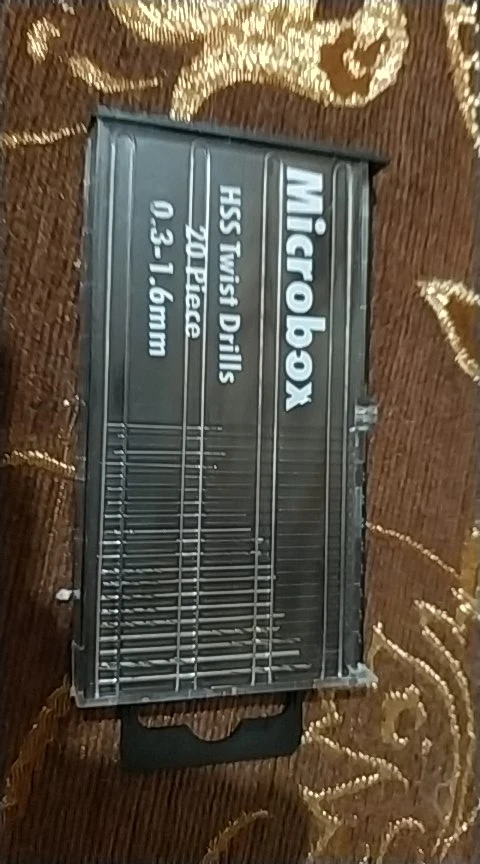 Microbox
HSS Twist Drills
20 Piece
0.3-1.6mm